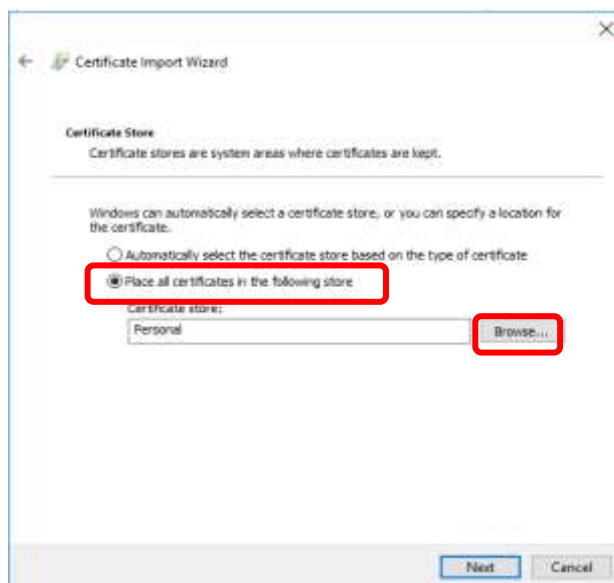 Certificate Import Wizard
Certificate Store
Certificate stores are system areas where certificates are kept.
Windows can automatically select a certificate store, or you can specify a location for
the certificate.
Automatically select the certificate store based on the type of certificate
Place all certificates in the following store
Certificate store:
Personal
Browse...
Next
Cancel